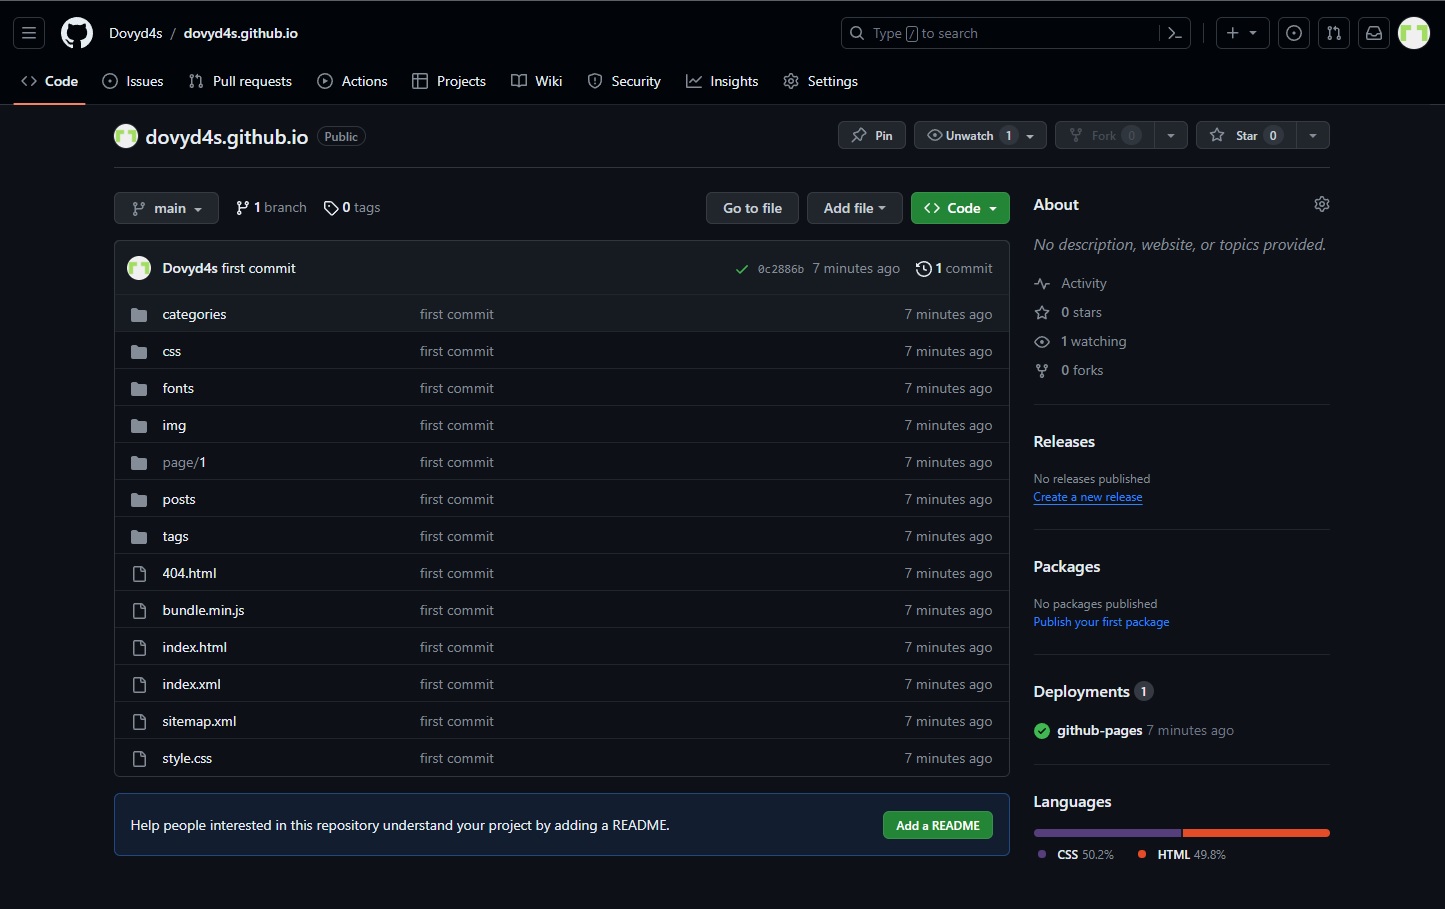 Dovyd4s / dovyd4s.github.io
Type / to search
Code Issues Pull requests Actions Projects Wiki Security Insights Settings
dovyd4s.github.io Public
Pin Unwatch 1 Fork 0 Star 0
main 1 branch 0 tags Go to file Add file Code
Dovyd4s first commit 0c2886b 7 minutes ago 1 commit
categories first commit 7 minutes ago
css first commit 7 minutes ago
fonts first commit 7 minutes ago
img first commit 7 minutes ago
page/1 first commit 7 minutes ago
posts first commit 7 minutes ago
tags first commit 7 minutes ago
404.html first commit 7 minutes ago
bundle.min.js first commit 7 minutes ago
index.html first commit 7 minutes ago
index.xml first commit 7 minutes ago
sitemap.xml first commit 7 minutes ago
style.css first commit 7 minutes ago
Help people interested in this repository understand your project by adding a README. Add a README
About
No description, website, or topics provided.
Activity
0 stars
1 watching
0 forks
Releases
No releases published
Create a new release
Packages
No packages published
Publish your first package
Deployments 1
github-pages 7 minutes ago
Languages
CSS 50.2% HTML 49.8%